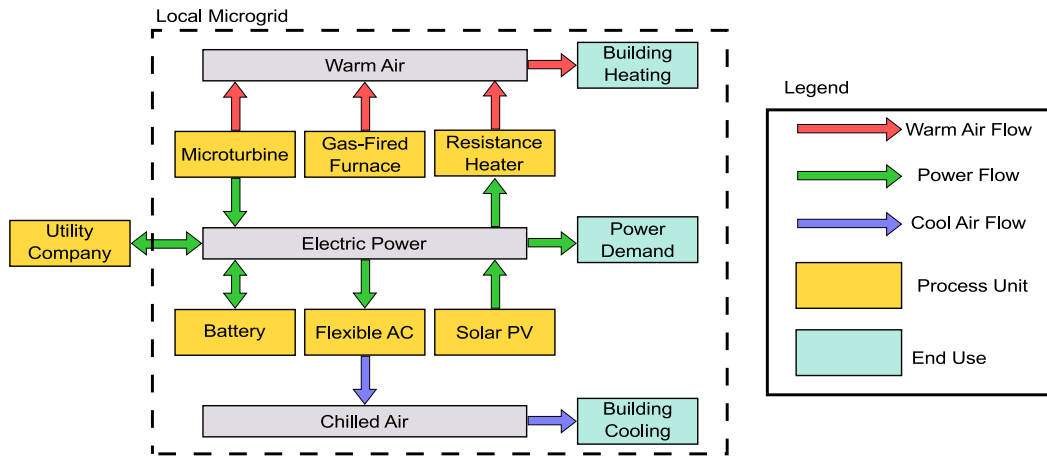 Local Microgrid
Warm Air
Building
Heating
Microturbine
Gas-Fired
Furnace
Resistance
Heater
Utility
Company
Electric Power
Power
Demand
Battery
Flexible AC
Solar PV
Chilled Air
Building
Cooling
Legend
Warm Air Flow
Power Flow
Cool Air Flow
Process Unit
End Use